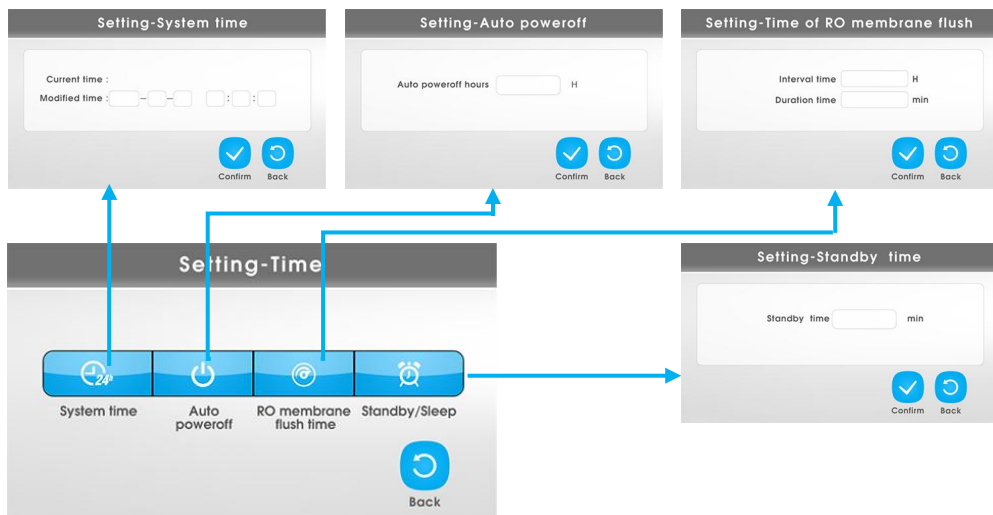 Setting-System time
Current time :
Modified time : – – : :
Confirm Back
Setting-Auto poweroff
Auto poweroff hours H
Confirm Back
Setting-Time of RO membrane flush
Interval time H
Duration time min
Confirm Back
Setting-Time
24h
System time
Auto
poweroff
RO membrane
flush time
Standby/Sleep
Back
Setting-Standby time
Standby time min
Confirm Back